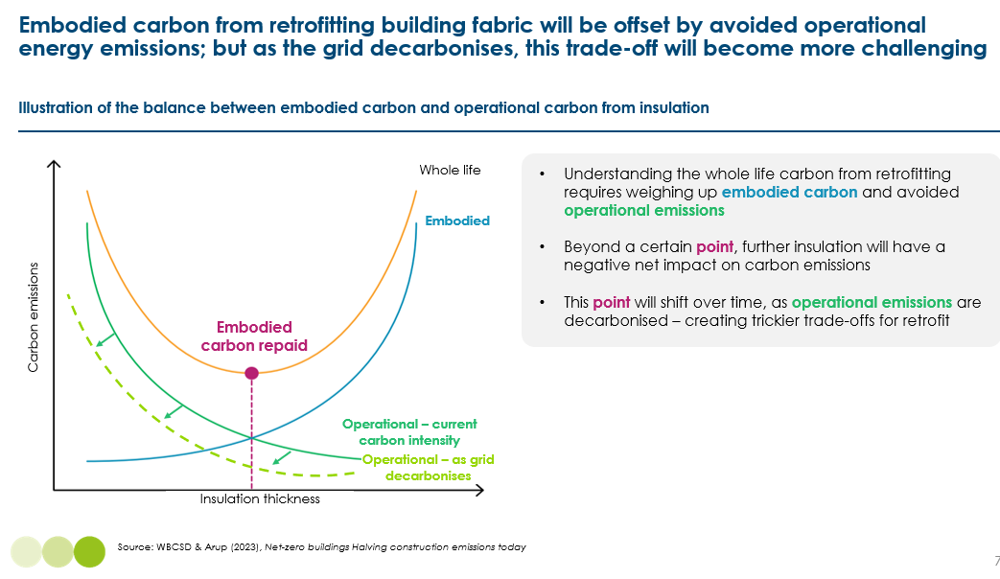 Embodied carbon from retrofitting building fabric will be offset by avoided operational
energy emissions; but as the grid decarbonises, this trade-off will become more challenging
Illustration of the balance between embodied carbon and operational carbon from insulation
Carbon emissions
Whole life
Embodied
Embodied
carbon repaid
Operational – current
carbon intensity
Operational – as grid
decarbonises
Insulation thickness
• Understanding the whole life carbon from retrofitting
requires weighing up embodied carbon and avoided
operational emissions
• Beyond a certain point, further insulation will have a
negative net impact on carbon emissions
• This point will shift over time, as operational emissions are
decarbonised – creating trickier trade-offs for retrofit
Source: WBCSD & Arup (2023), Net-zero buildings Halving construction emissions today
7